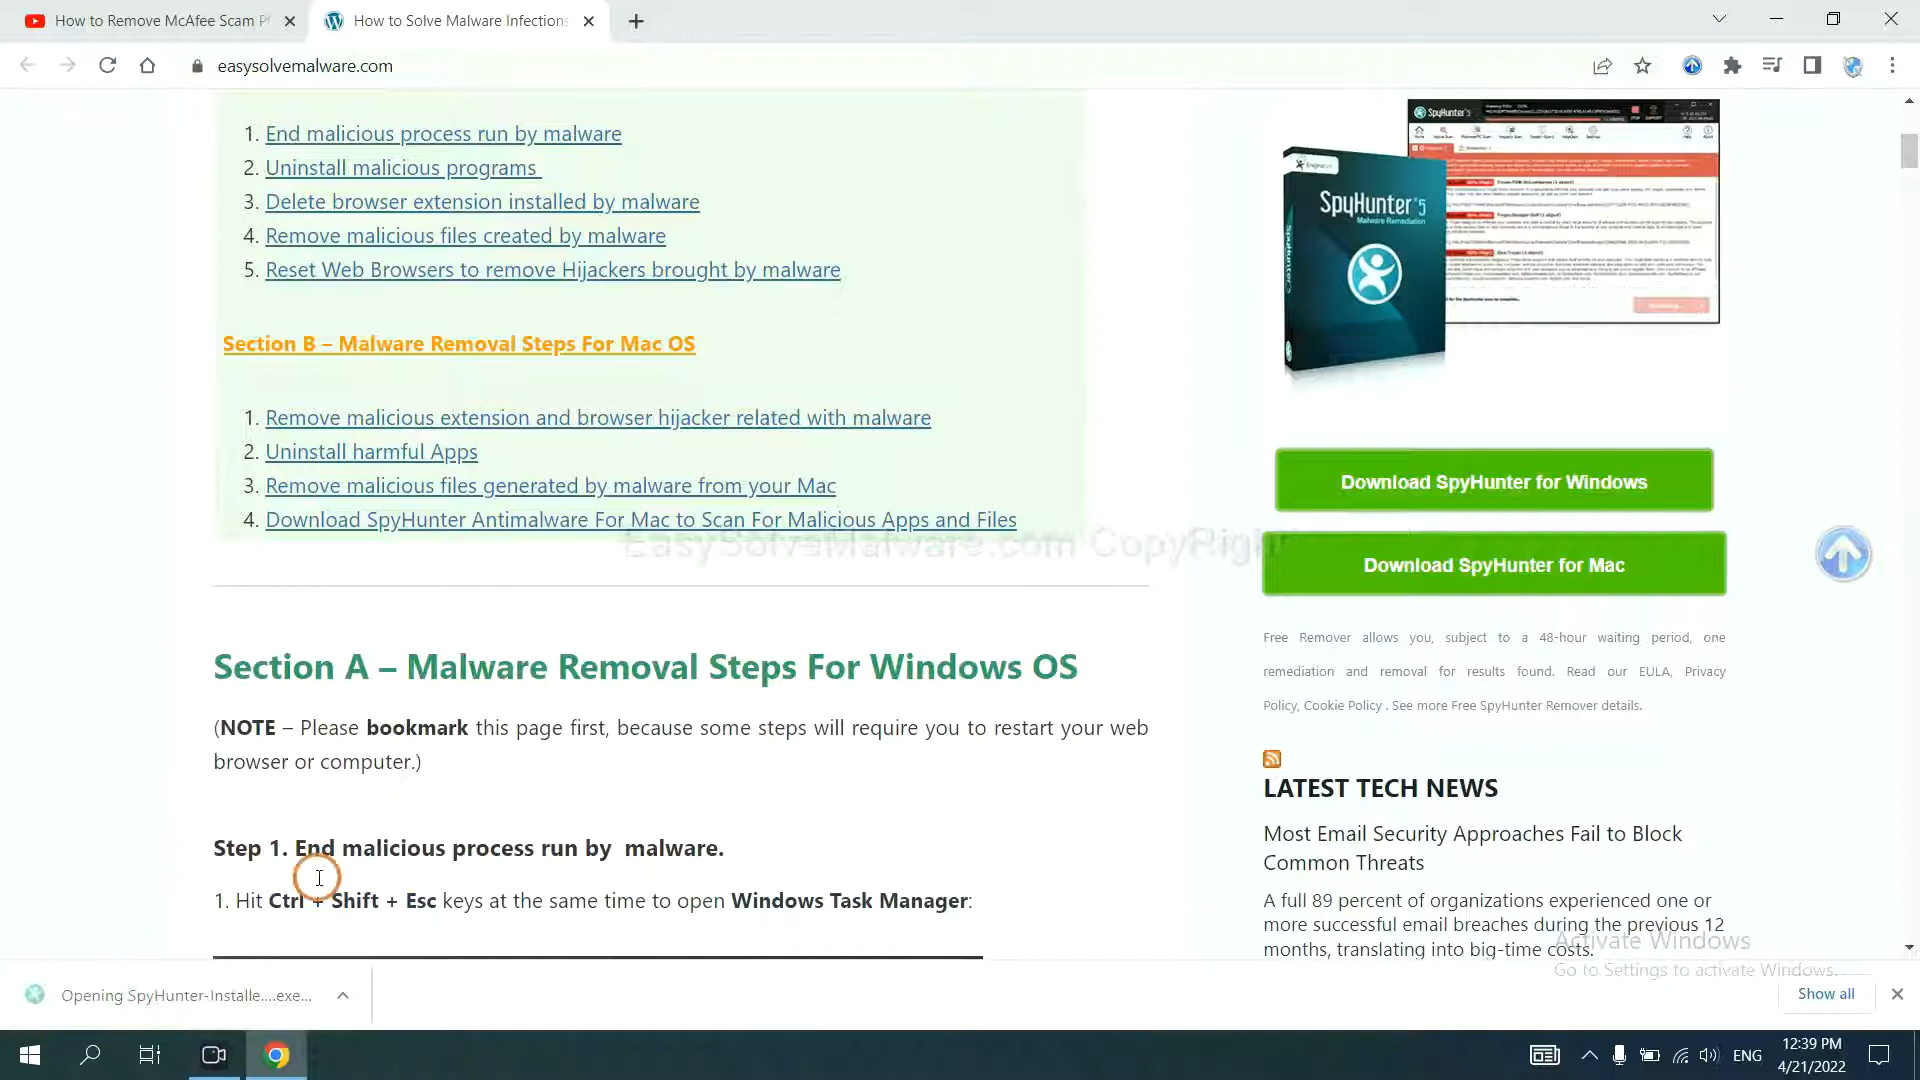 How to Remove McAfee Scam P
How to Solve Malware Infections
easysolvemalware.com
1. End malicious process run by malware
2. Uninstall malicious programs
3. Delete browser extension installed by malware
4. Remove malicious files created by malware
5. Reset Web Browsers to remove Hijackers brought by malware
Section B – Malware Removal Steps For Mac OS
1. Remove malicious extension and browser hijacker related with malware
2. Uninstall harmful Apps
3. Remove malicious files generated by malware from your Mac
4. Download SpyHunter Antimalware For Mac to Scan For Malicious Apps and Files
EasySolveMalware.com CopyRight
Section A – Malware Removal Steps For Windows OS
(NOTE – Please bookmark this page first, because some steps will require you to restart your web
browser or computer.)
Step 1. End malicious process run by malware.
1. Hit Ctrl + Shift + Esc keys at the same time to open Windows Task Manager:
SpyHunter 5
SpyHunter 5
Malware Remediation
Download SpyHunter for Windows
Download SpyHunter for Mac
Free Remover allows you, subject to a 48-hour waiting period, one
remediation and removal for results found. Read our EULA, Privacy
Policy, Cookie Policy . See more Free SpyHunter Remover details.
LATEST TECH NEWS
Most Email Security Approaches Fail to Block
Common Threats
A full 89 percent of organizations experienced one or
more successful email breaches during the previous 12
months, translating into big-time costs.
Activate Windows
Go to Settings to activate Windows.
Opening SpyHunter-Installe....exe...
Show all
ENG
12:39 PM
4/21/2022